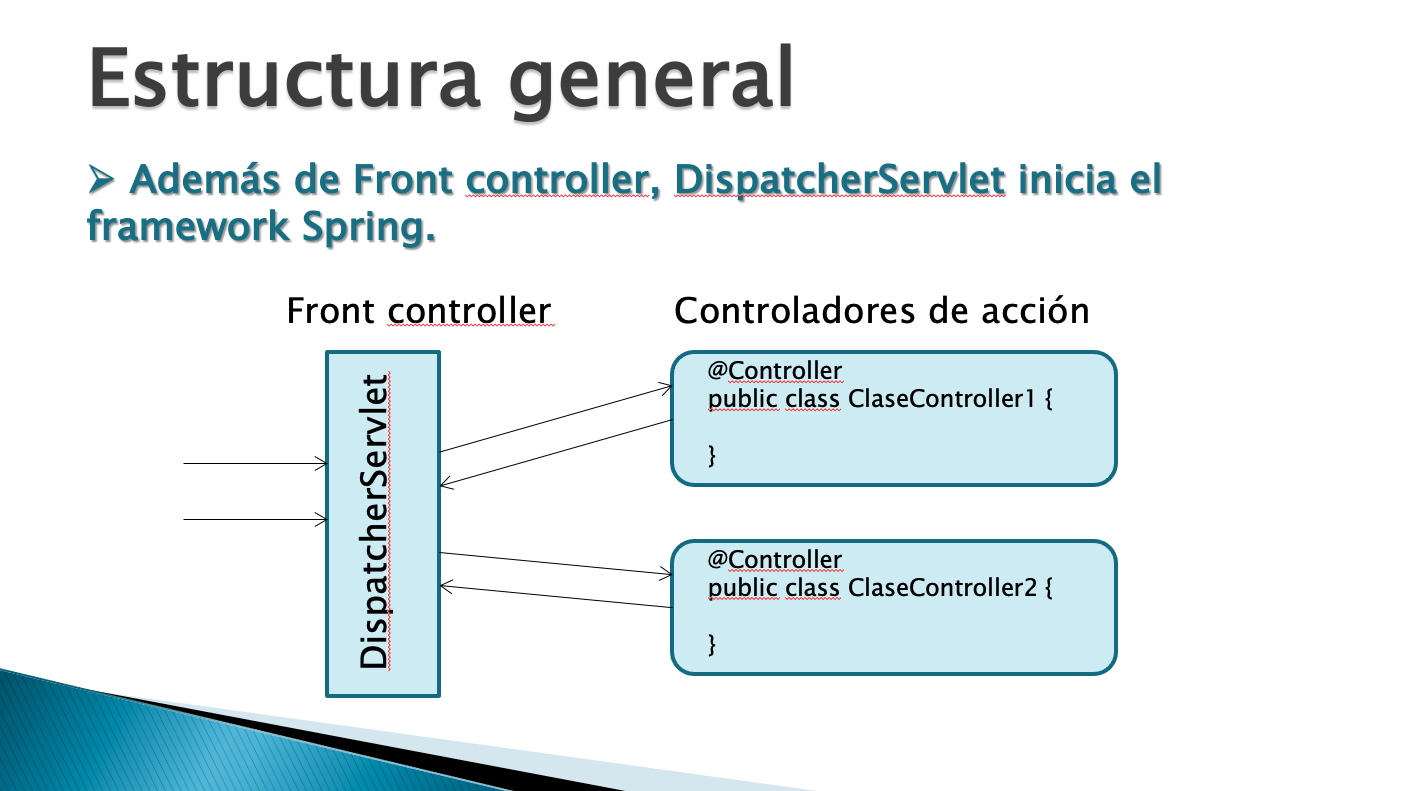 Estructura general
➢ Además de Front controller, DispatcherServlet inicia el
framework Spring.
Front controller
Controladores de acción
DispatcherServlet
@Controller
public class ClaseController1 {
}
@Controller
public class ClaseController2 {
}